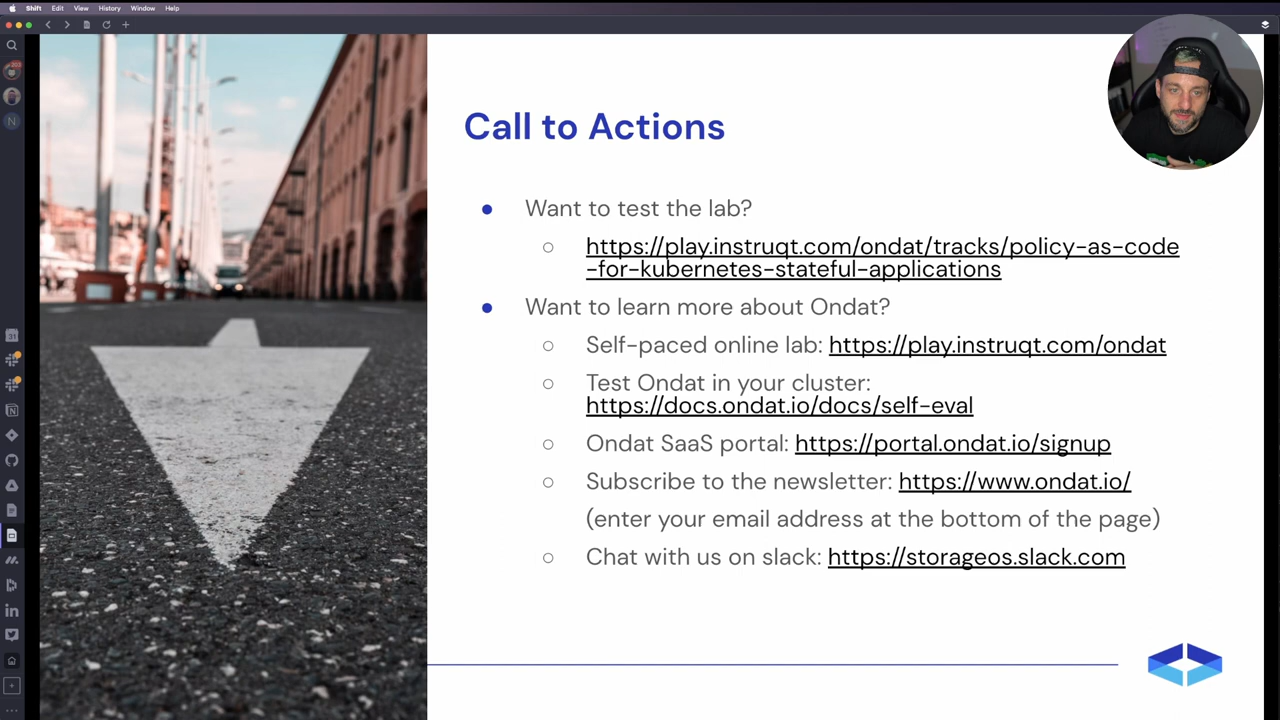 Shift Edit View History Window Help
Call to Actions
Want to test the lab?
https://play.instruqt.com/ondat/tracks/policy-as-code
-for-kubernetes-stateful-applications
Want to learn more about Ondat?
Self-paced online lab: https://play.instruqt.com/ondat
Test Ondat in your cluster:
https://docs.ondat.io/docs/self-eval
Ondat SaaS portal: https://portal.ondat.io/signup
Subscribe to the newsletter: https://www.ondat.io/
(enter your email address at the bottom of the page)
Chat with us on slack: https://storageos.slack.com
N
31